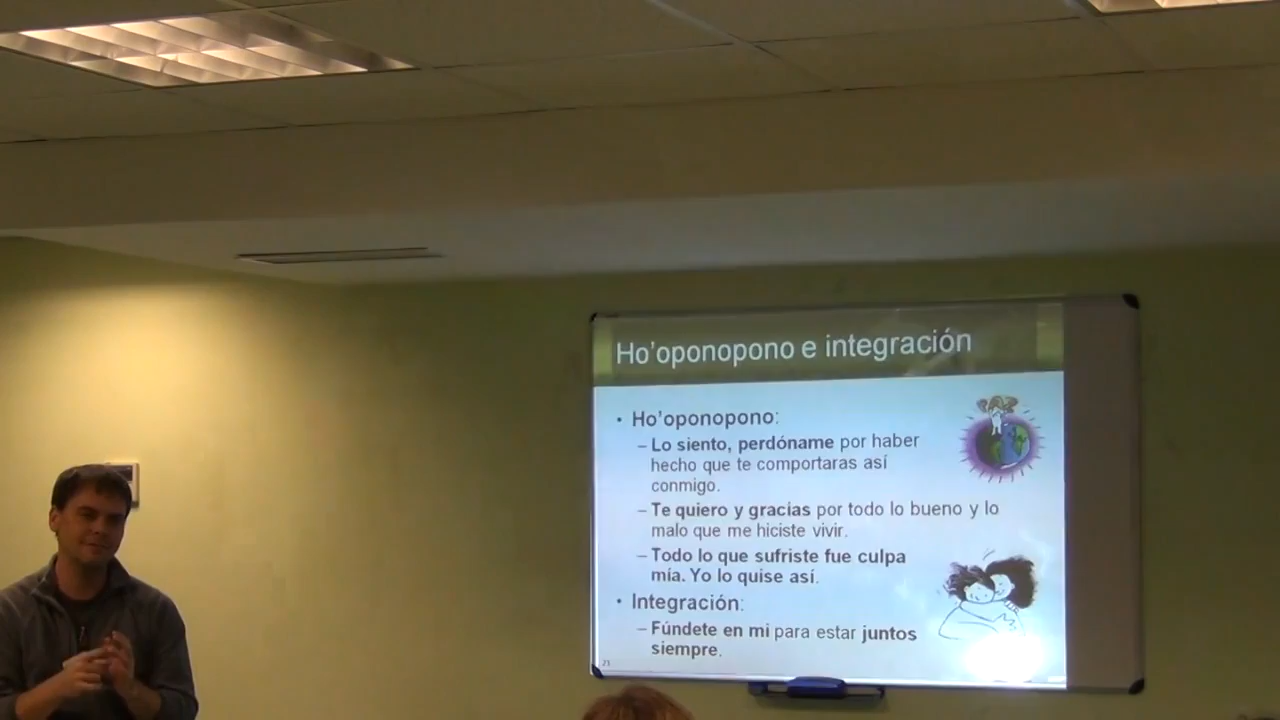 Ho'oponopono e integración
• Ho'oponopono:
– Lo siento, perdóname por haber
hecho que te comportaras así
conmigo.
– Te quiero y gracias por todo lo bueno y lo
malo que me hiciste vivir.
– Todo lo que sufriste fue culpa
mía. Yo lo quise así.
• Integración:
– Fúndete en mi para estar juntos
siempre.
21